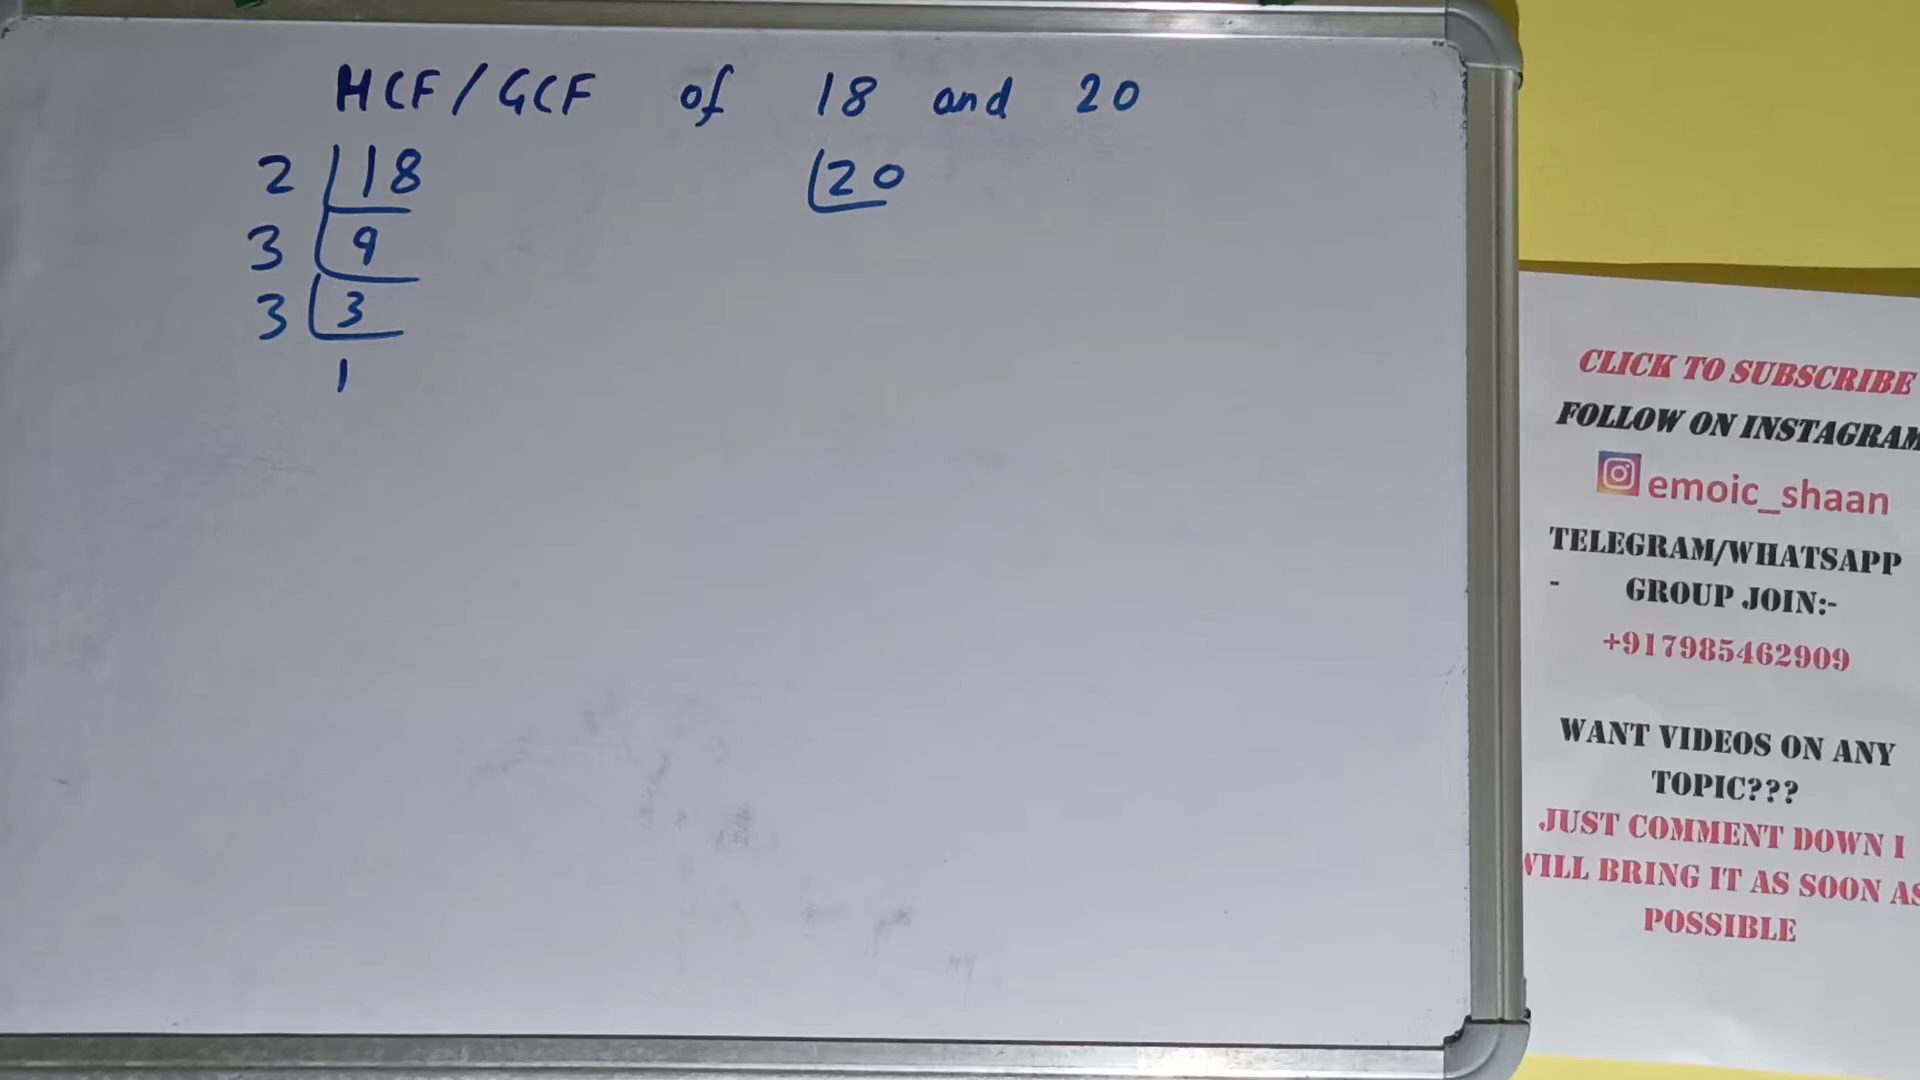 HCF/GCF of 18 and 20
2 18 20
3 9
3 3
1
CLICK TO SUBSCRIBE
FOLLOW ON INSTAGRAM
emoic_shaan
TELEGRAM/WHATSAPP
- GROUP JOIN:-
+917985462909
WANT VIDEOS ON ANY
TOPIC???
JUST COMMENT DOWN I
WILL BRING IT AS SOON AS
POSSIBLE